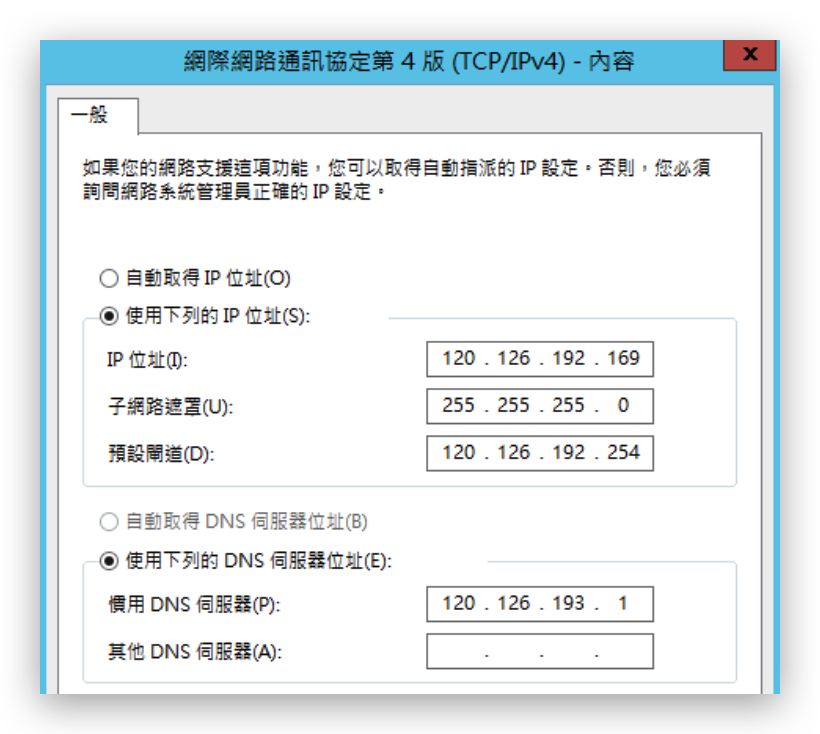 網際網路通訊協定第 4 版 (TCP/IPv4) - 內容
x
一般
如果您的網路支援這項功能，您可以取得自動指派的 IP 設定。否則，您必須
詢問網路系統管理員正確的 IP 設定。
自動取得 IP 位址(O)
使用下列的 IP 位址(S):
IP 位址(I): 120 . 126 . 192 . 169
子網路遮罩(U): 255 . 255 . 255 . 0
預設閘道(D): 120 . 126 . 192 . 254
自動取得 DNS 伺服器位址(B)
使用下列的 DNS 伺服器位址(E):
慣用 DNS 伺服器(P): 120 . 126 . 193 . 1
其他 DNS 伺服器(A): . . .